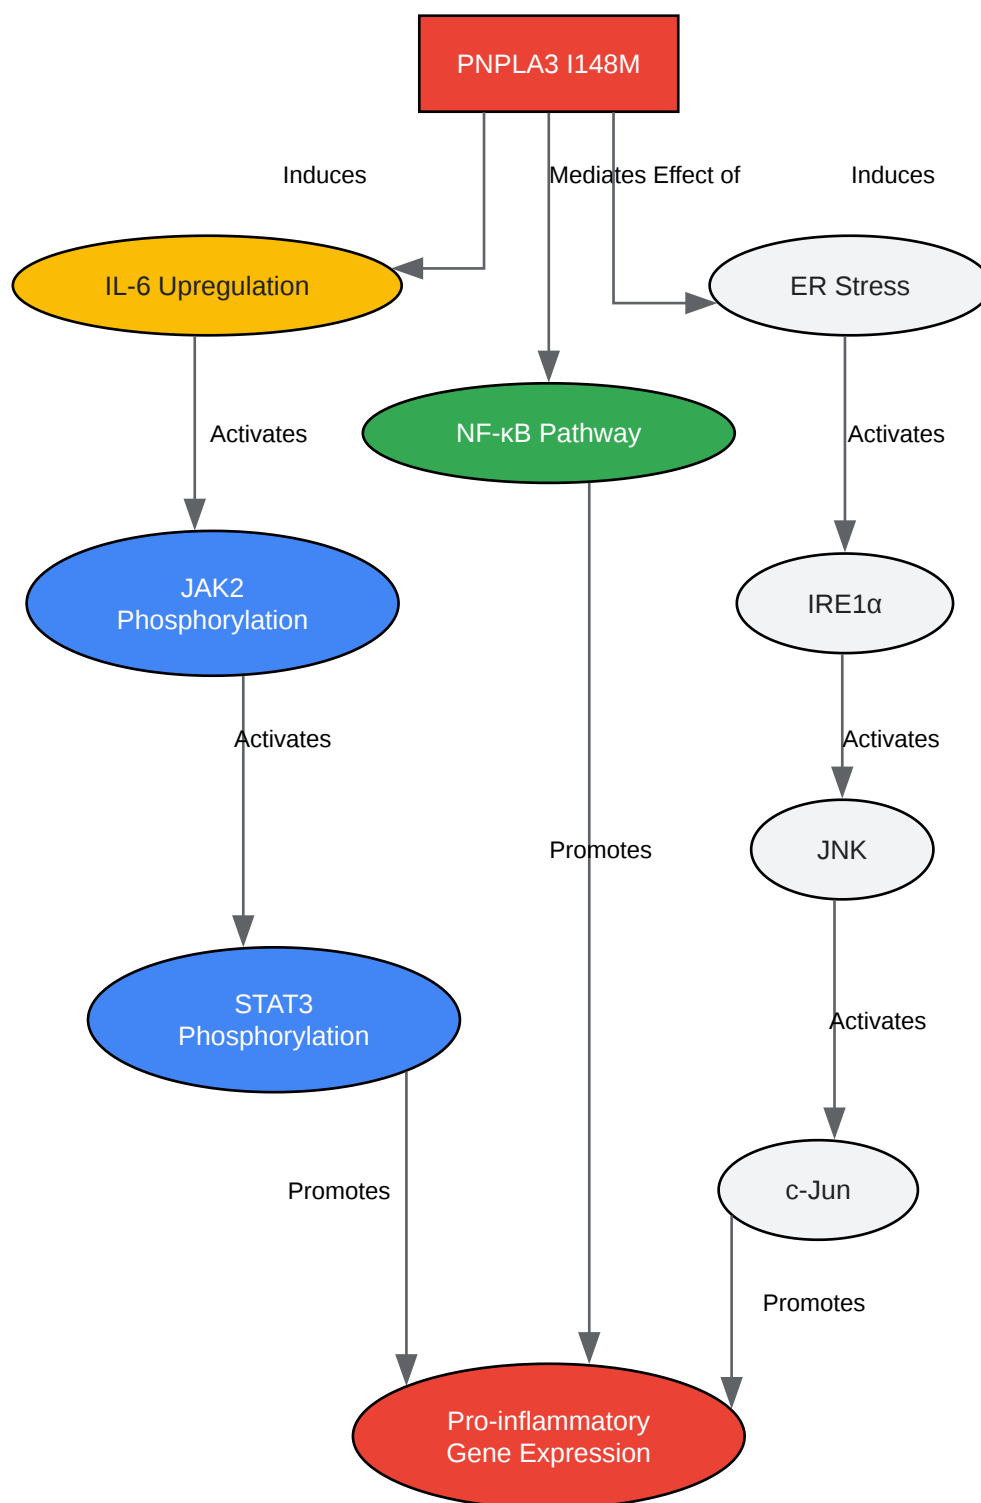 PNPLA3 I148M
Induces
Mediates Effect of
Induces
IL-6 Upregulation
ER Stress
Activates
NF-κB Pathway
Activates
JAK2
Phosphorylation
IRE1α
Activates
Activates
Promotes
JNK
STAT3
Phosphorylation
Activates
Promotes
c-Jun
Promotes
Pro-inflammatory
Gene Expression